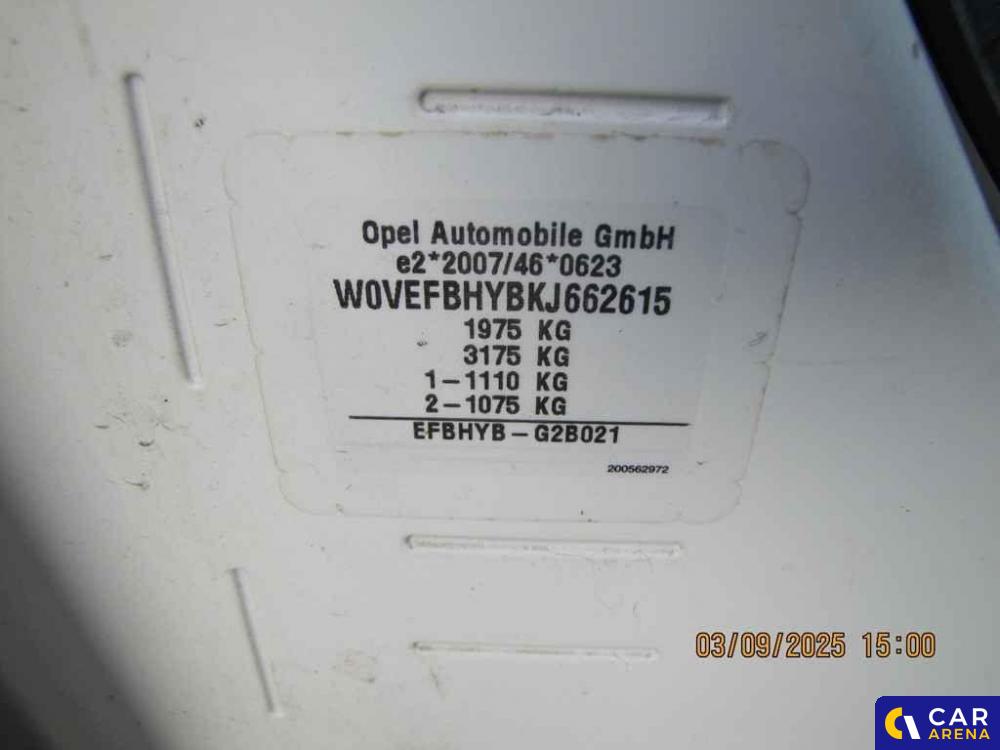 Opel Automobile GmbH
e2*2007/46*0623
W0VEFBHYBKJ662615
1975 KG
3175 KG
1-1110 KG
2-1075 KG
EFBHYB-G2B021
200562972
03/09/2025 15:00
CAR
ARENA